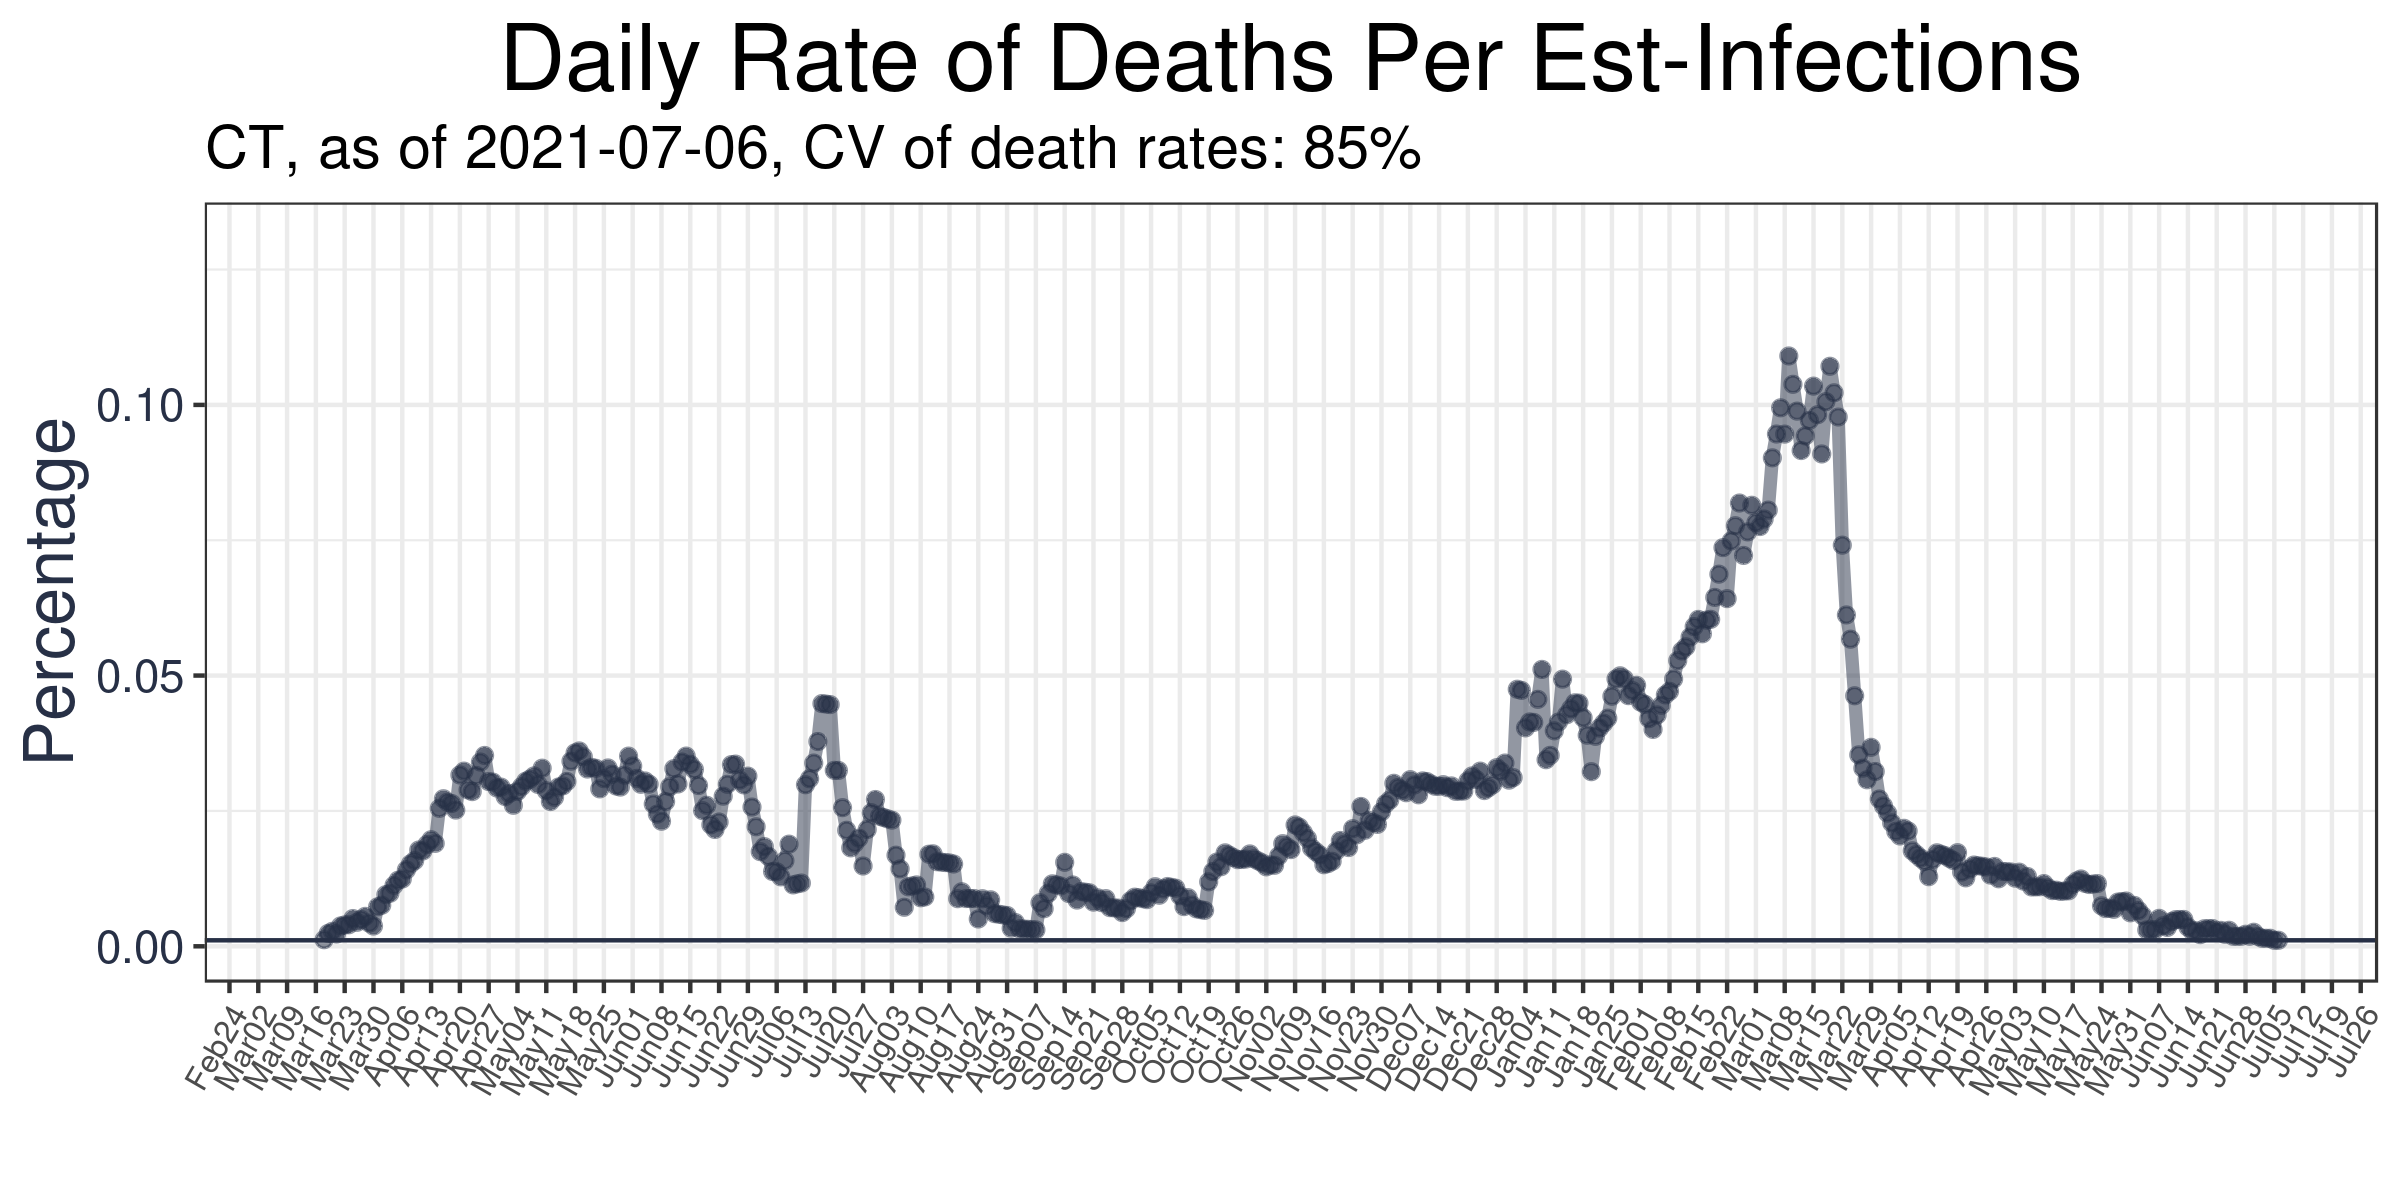 Daily Rate of Deaths Per Est-Infections
CT, as of 2021-07-06, CV of death rates: 85%
Percentage
0.10
0.05
0.00
Feb24
Mar02
Mar09
Mar16
Mar23
Mar30
Apr06
Apr13
Apr20
Apr27
May04
May11
May18
May25
Jun01
Jun08
Jun15
Jun22
Jun29
Jul06
Jul13
Jul20
Jul27
Aug03
Aug10
Aug17
Aug24
Aug31
Sep07
Sep14
Sep21
Sep28
Oct05
Oct12
Oct19
Oct26
Nov02
Nov09
Nov16
Nov23
Nov30
Dec07
Dec14
Dec21
Dec28
Jan04
Jan11
Jan18
Jan25
Feb01
Feb08
Feb15
Feb22
Mar01
Mar08
Mar15
Mar22
Mar29
Apr05
Apr12
Apr19
Apr26
May03
May10
May17
May24
May31
Jun07
Jun14
Jun21
Jun28
Jul05
Jul12
Jul19
Jul26